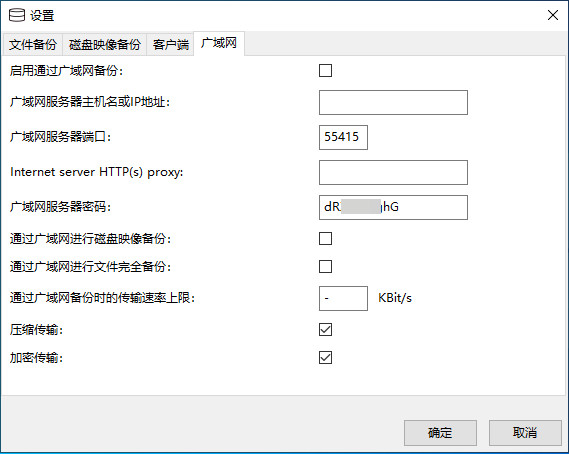 设置
文件备份 磁盘映像备份 客户端 广域网
启用通过广域网备份：
广域网服务器主机名或IP地址：
广域网服务器端口： 55415
Internet server HTTP(s) proxy:
广域网服务器密码：
通过广域网进行磁盘映像备份：
通过广域网进行文件完全备份：
通过广域网备份时的传输速率上限： - KBit/s
压缩传输：
加密传输：
确定 取消